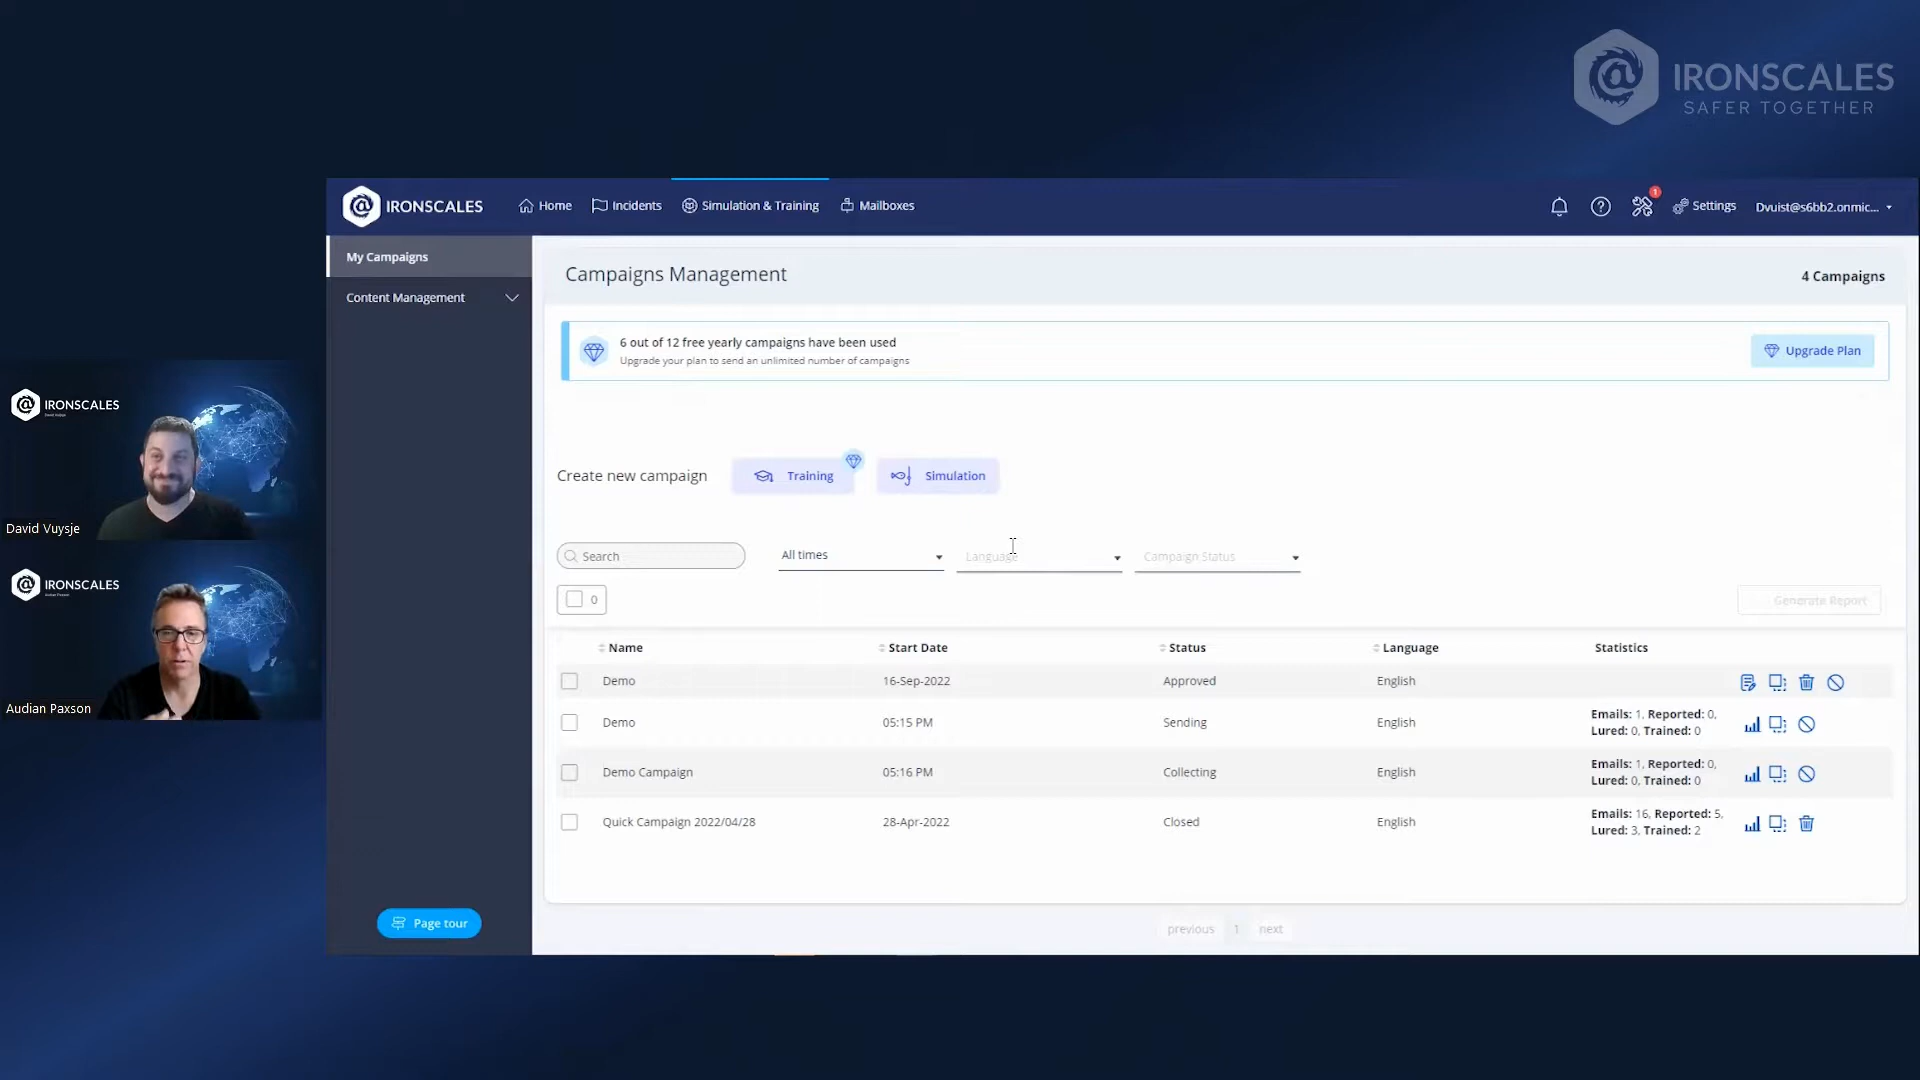 IRONSCALES
SAFER TOGETHER
IRONSCALES
Home
Incidents
Simulation & Training
Mailboxes
1
Settings
Dvuist@s6bb2.onmic...
My Campaigns
Content Management
Campaigns Management
4 Campaigns
6 out of 12 free yearly campaigns have been used
Upgrade your plan to send an unlimited number of campaigns
Upgrade Plan
Create new campaign
Training
Simulation
Search
All times
Language
Campaign Status
0
Generate Report
Name
Start Date
Status
Language
Statistics
Demo
16-Sep-2022
Approved
English
Demo
05:15 PM
Sending
English
Emails: 1, Reported: 0,
Lured: 0, Trained: 0
Demo Campaign
05:16 PM
Collecting
English
Emails: 1, Reported: 0,
Lured: 0, Trained: 0
Quick Campaign 2022/04/28
28-Apr-2022
Closed
English
Emails: 16, Reported: 5,
Lured: 3, Trained: 2
Page tour
previous
1
next
IRONSCALES
David Vuysje
IRONSCALES
Audian Paxson